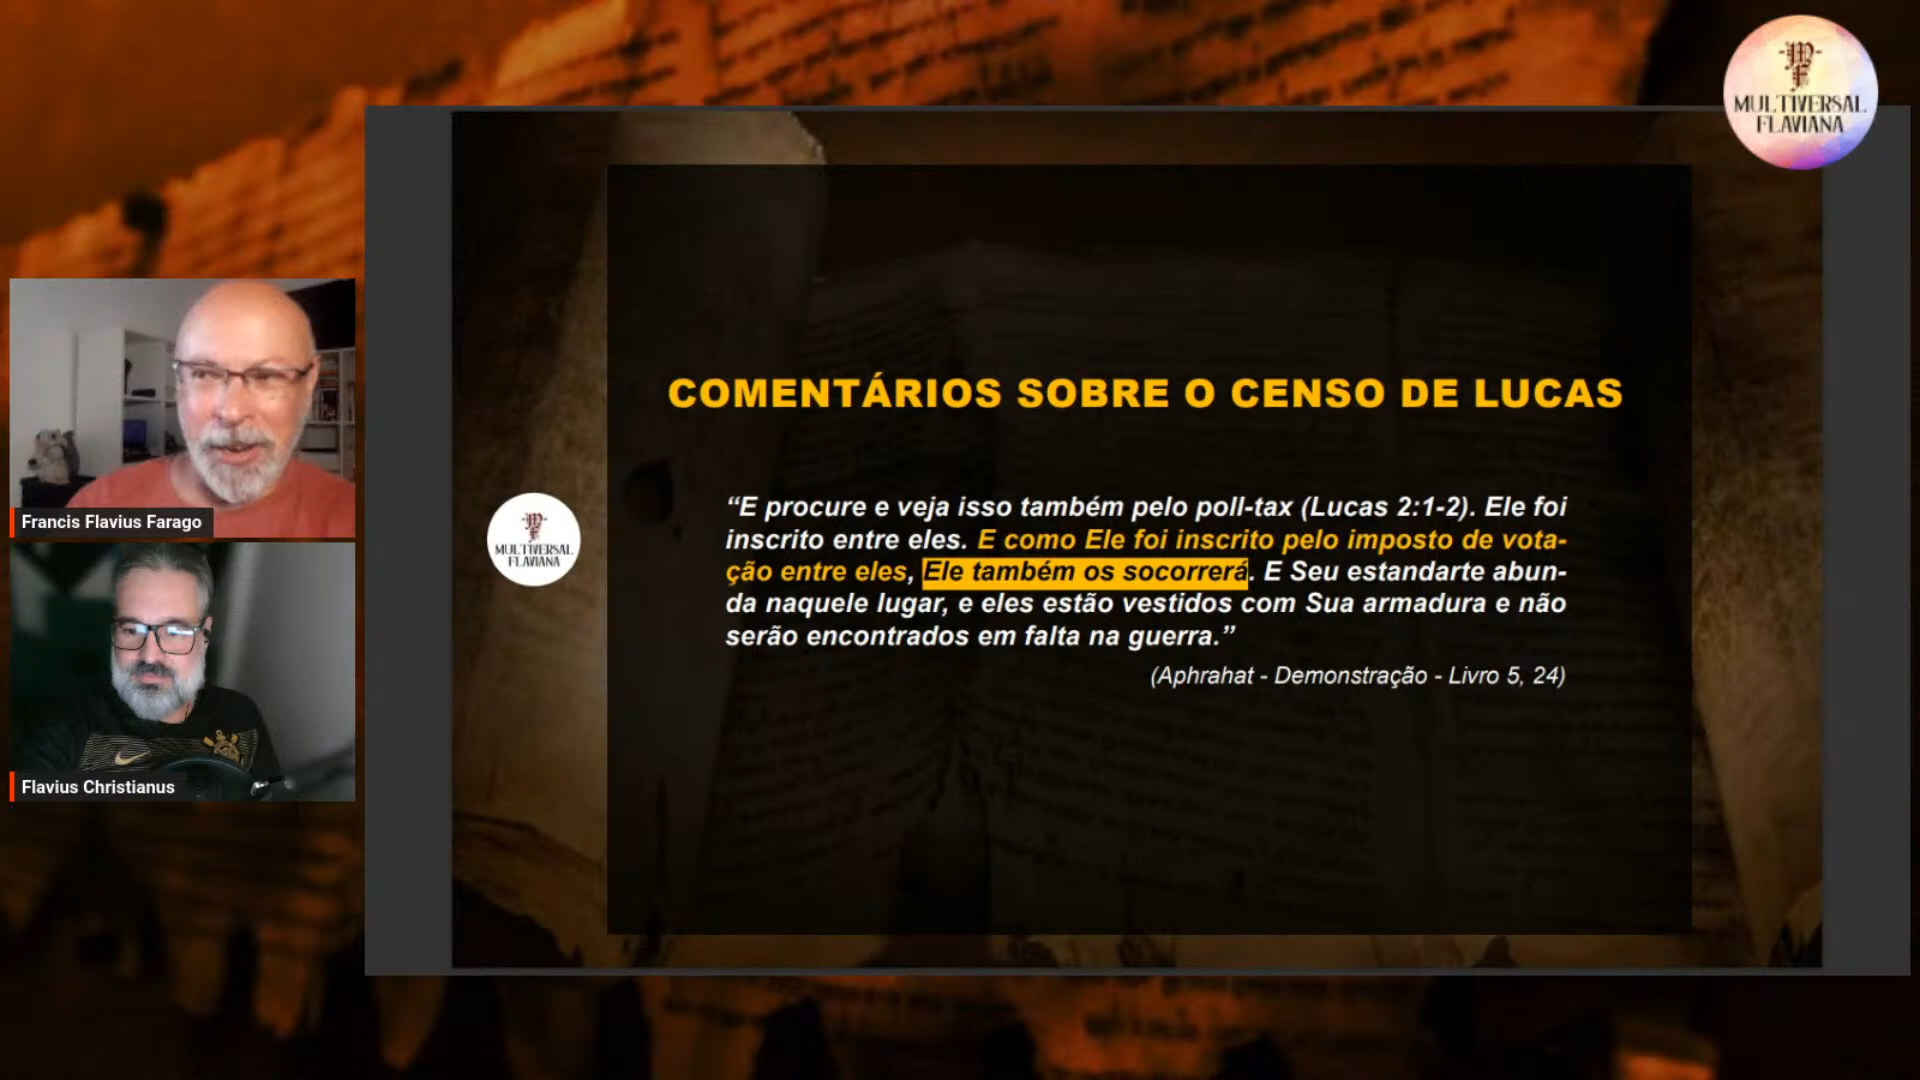 MULTIVERSAL
FLAVIANA
COMENTÁRIOS SOBRE O CENSO DE LUCAS
“E procure e veja isso também pelo poll-tax (Lucas 2:1-2). Ele foi
inscrito entre eles. E como Ele foi inscrito pelo imposto de vota-
ção entre eles, Ele também os socorrerá. E Seu estandarte abun-
da naquele lugar, e eles estão vestidos com Sua armadura e não
serão encontrados em falta na guerra.”
(Aphrahat - Demonstração - Livro 5, 24)
MULTIVERSAL
FLAVIANA
Francis Flavius Farago
Flavius Christianus